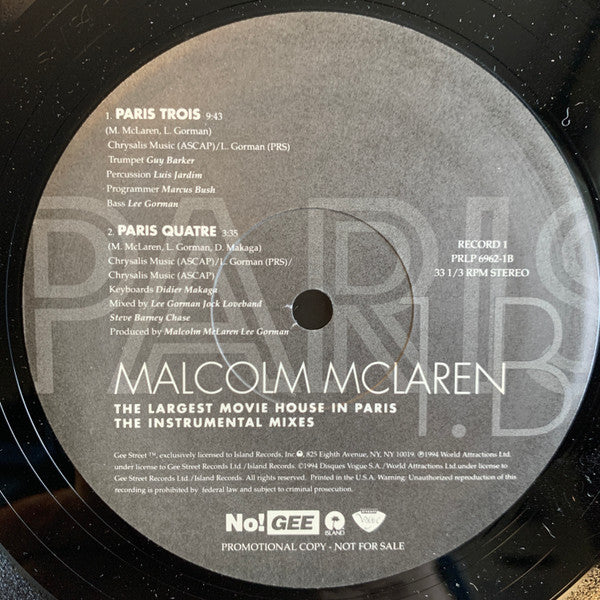 1. PARIS TROIS 9:43
(M. McLaren, L. Gorman)
Chrysalis Music (ASCAP)/L. Gorman (PRS)
Trumpet Guy Barker
Percussion Luis Jardim
Programmer Marcus Bush
Bass Lee Gorman
2. PARIS QUATRE 3:35
(M. McLaren, L. Gorman, D. Makaga)
Chrysalis Music (ASCAP)/L. Gorman (PRS)/
Chrysalis Music (ASCAP)
Keyboards Didier Makaga
Mixed by Lee Gorman Jock Loveband
Steve Barney Chase
Produced by Malcolm McLaren Lee Gorman
RECORD 1
PRLP 6962-1B
33 1/3 RPM STEREO
PARIS
1.B
MALCOLM MCLAREN
THE LARGEST MOVIE HOUSE IN PARIS
THE INSTRUMENTAL MIXES
Gee Street ™, exclusively licensed to Island Records, Inc., 825 Eighth Avenue, NY, NY 10019. ℗1994 World Attractions Ltd.
under license to Gee Street Records Ltd./Island Records. ©1994 Disques Vogue S.A./World Attractions Ltd. under license to
Gee Street Records Ltd./Island Records. All rights reserved. Printed in the U.S.A. Warning: Unauthorized reproduction of this
recording is prohibited by federal law and subject to criminal prosecution.
No! GEE
ISLAND
PROMOTIONAL COPY - NOT FOR SALE